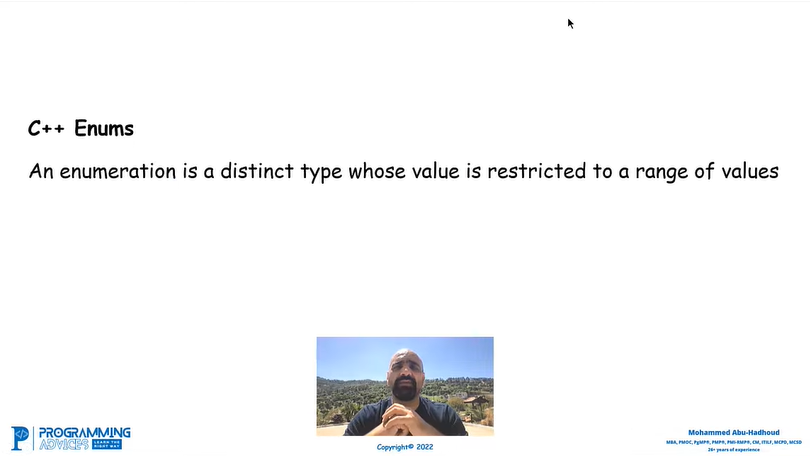 C++ Enums
An enumeration is a distinct type whose value is restricted to a range of values
PROGRAMMING
ADVICES LEARN THE RIGHT WAY
Copyright© 2022
Mohammed Abu-Hadhoud
MBA, PMOC, PgMP®, PMP®, PMI-RMP®, CM, ITILF, MCPD, MCSD
26+ years of experience